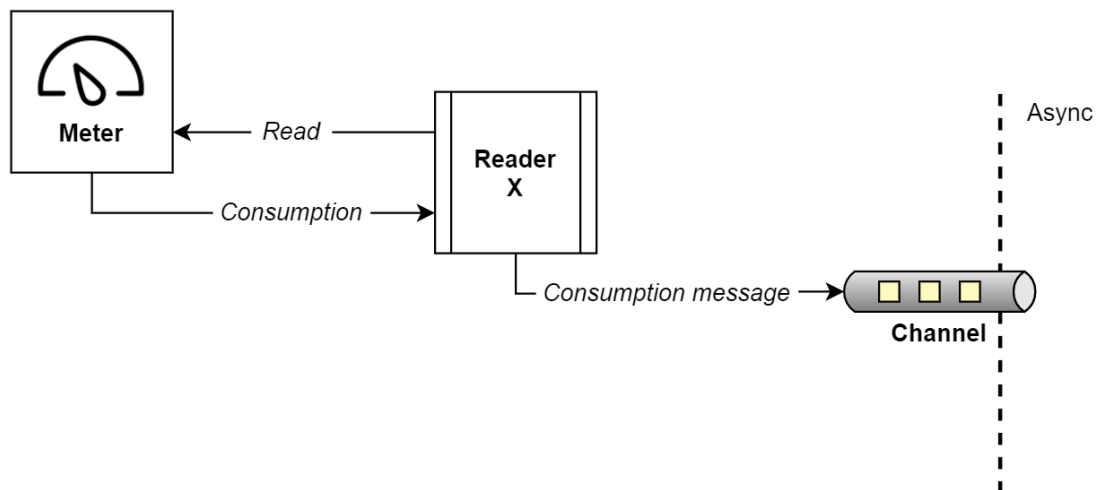 Async
Meter
Read
Reader
X
Consumption
Consumption message
Channel